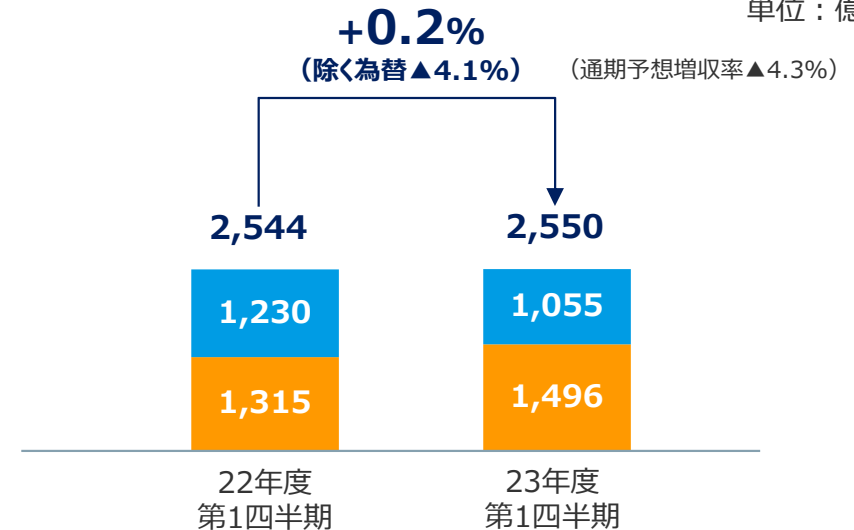 単位：億
+0.2%
（除く為替▲4.1%）
（通期予想増収率▲4.3%）
2,544
2,550
1,230
1,055
1,315
1,496
22年度
第1四半期
23年度
第1四半期